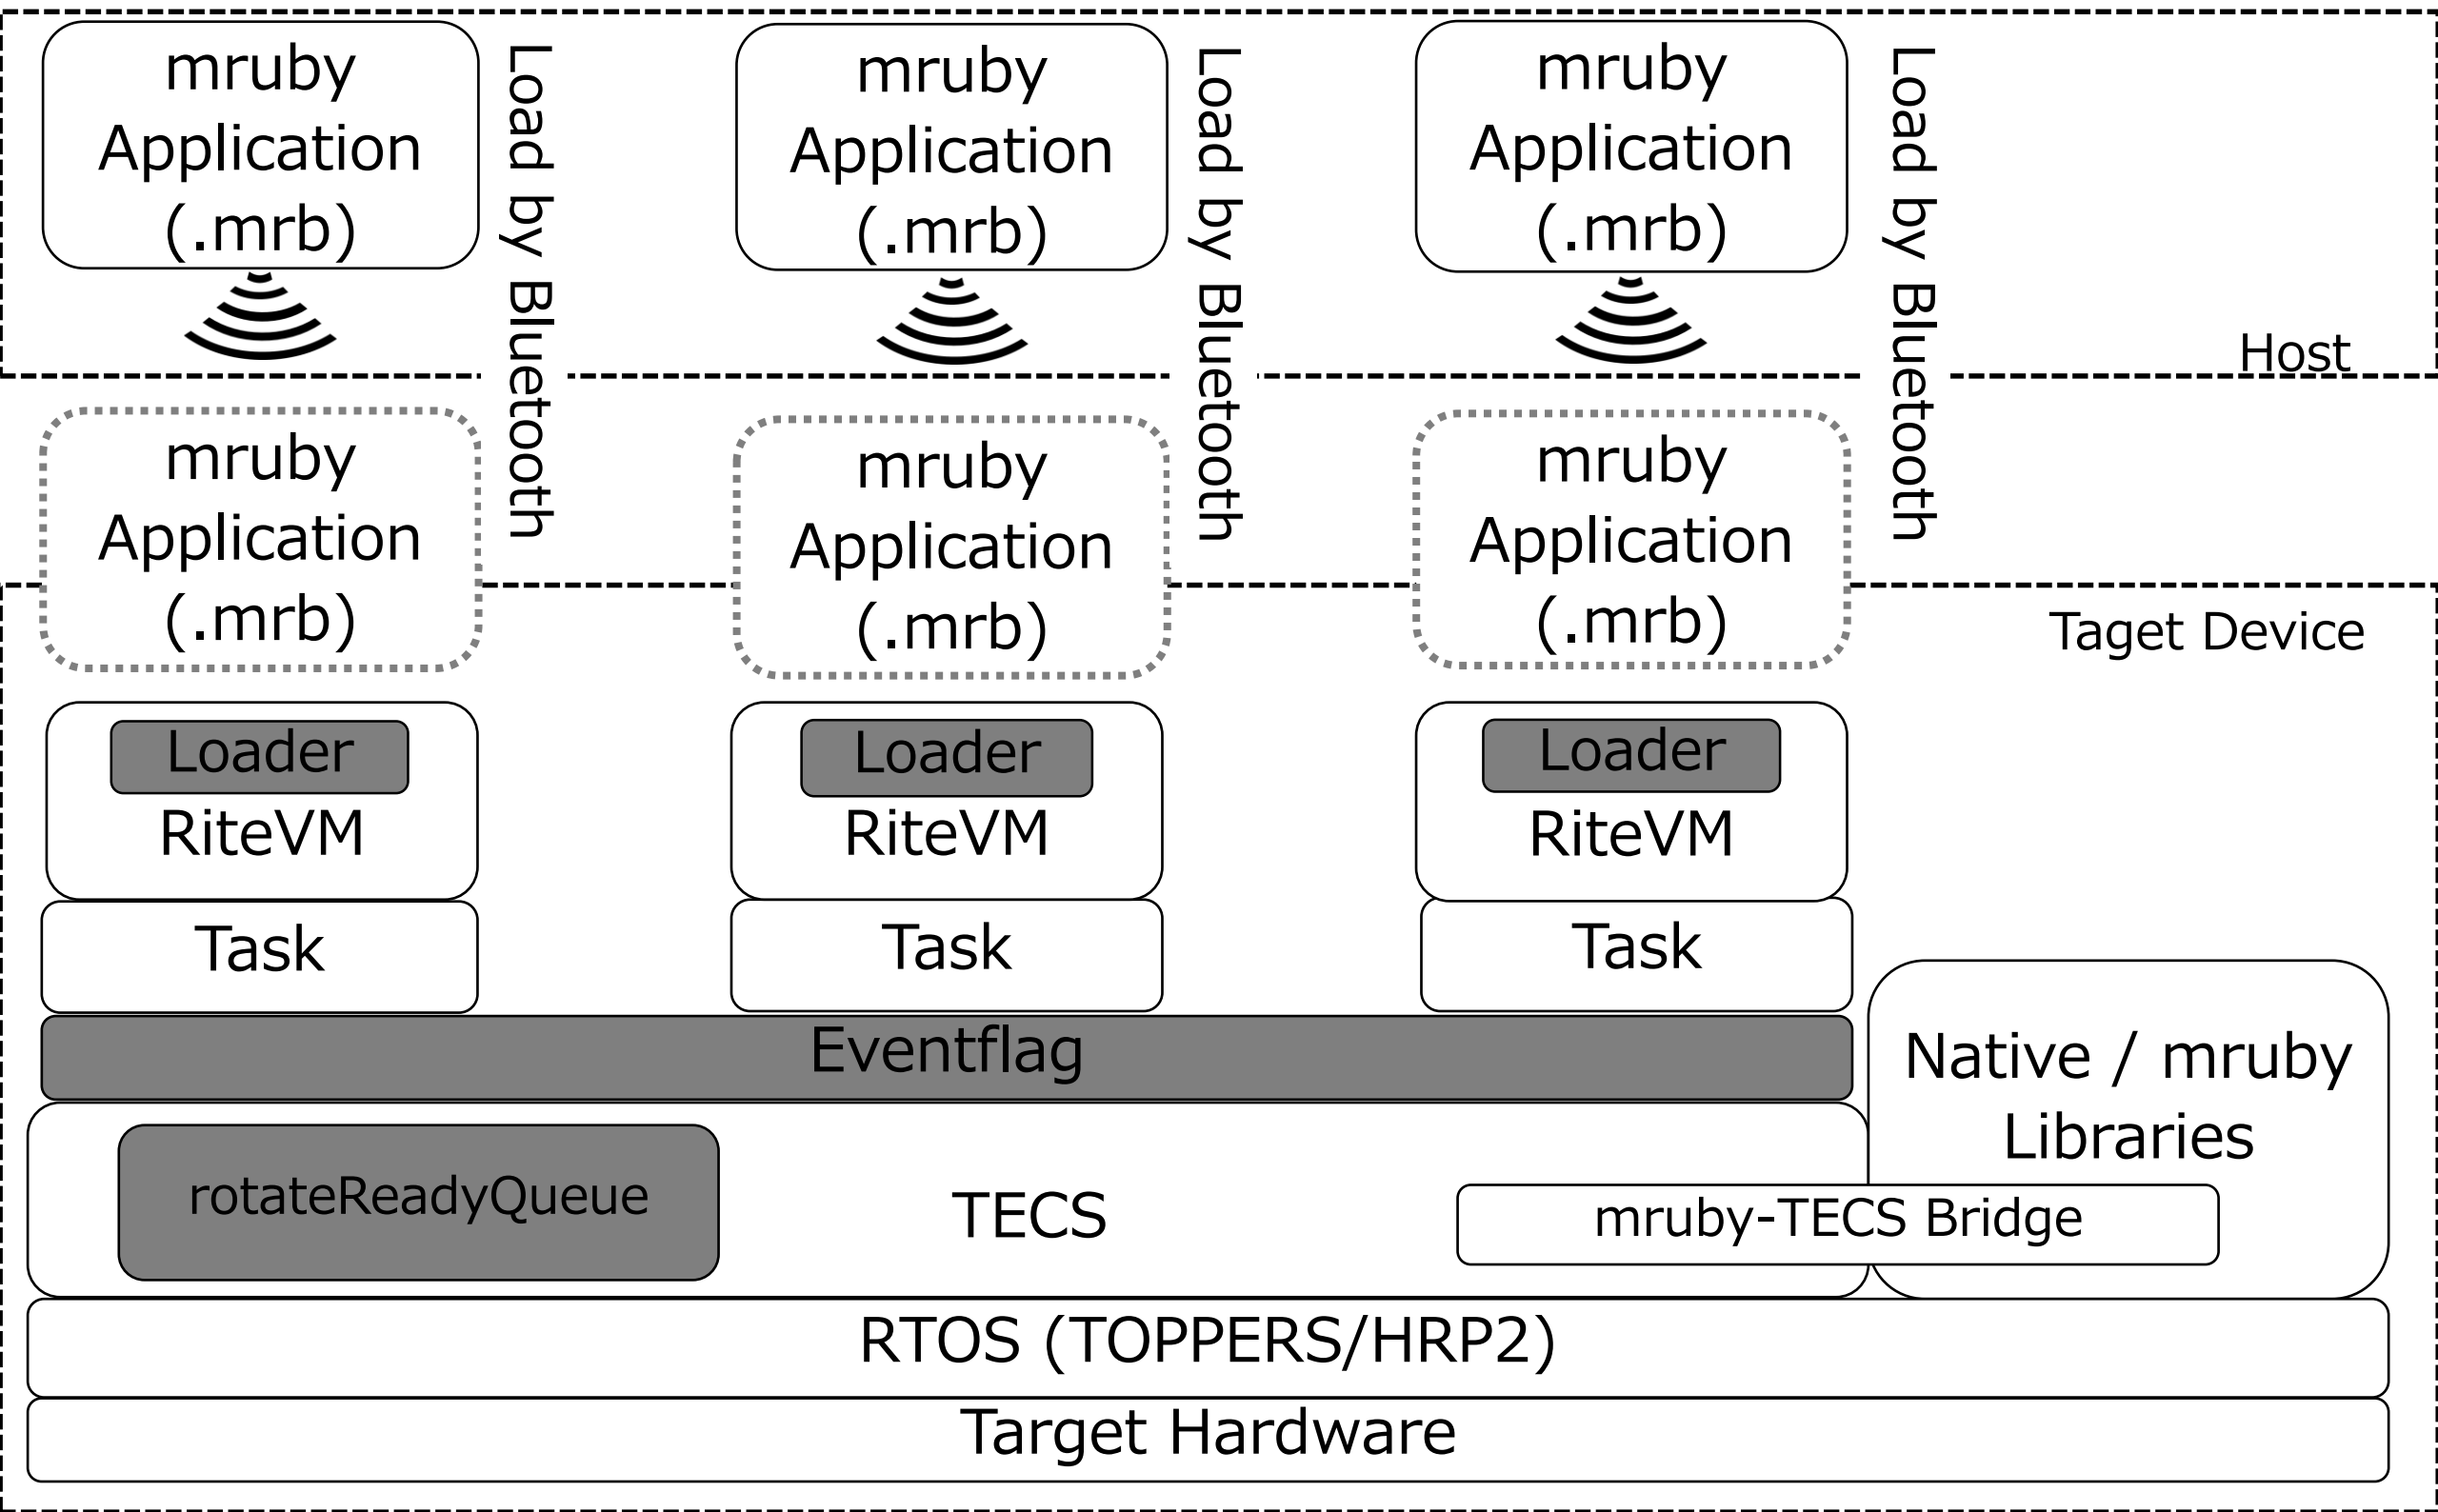 mruby
Application
(.mrb)
Load by Bluetooth
mruby
Application
(.mrb)
Load by Bluetooth
mruby
Application
(.mrb)
Load by Bluetooth
Host
mruby
Application
(.mrb)
mruby
Application
(.mrb)
mruby
Application
(.mrb)
Taget Device
Loader
RiteVM
Loader
RiteVM
Loader
RiteVM
Task
Task
Task
Eventflag
Native / mruby
Libraries
rotateReadyQueue
TECS
mruby-TECS Bridge
RTOS (TOPPERS/HRP2)
Target Hardware